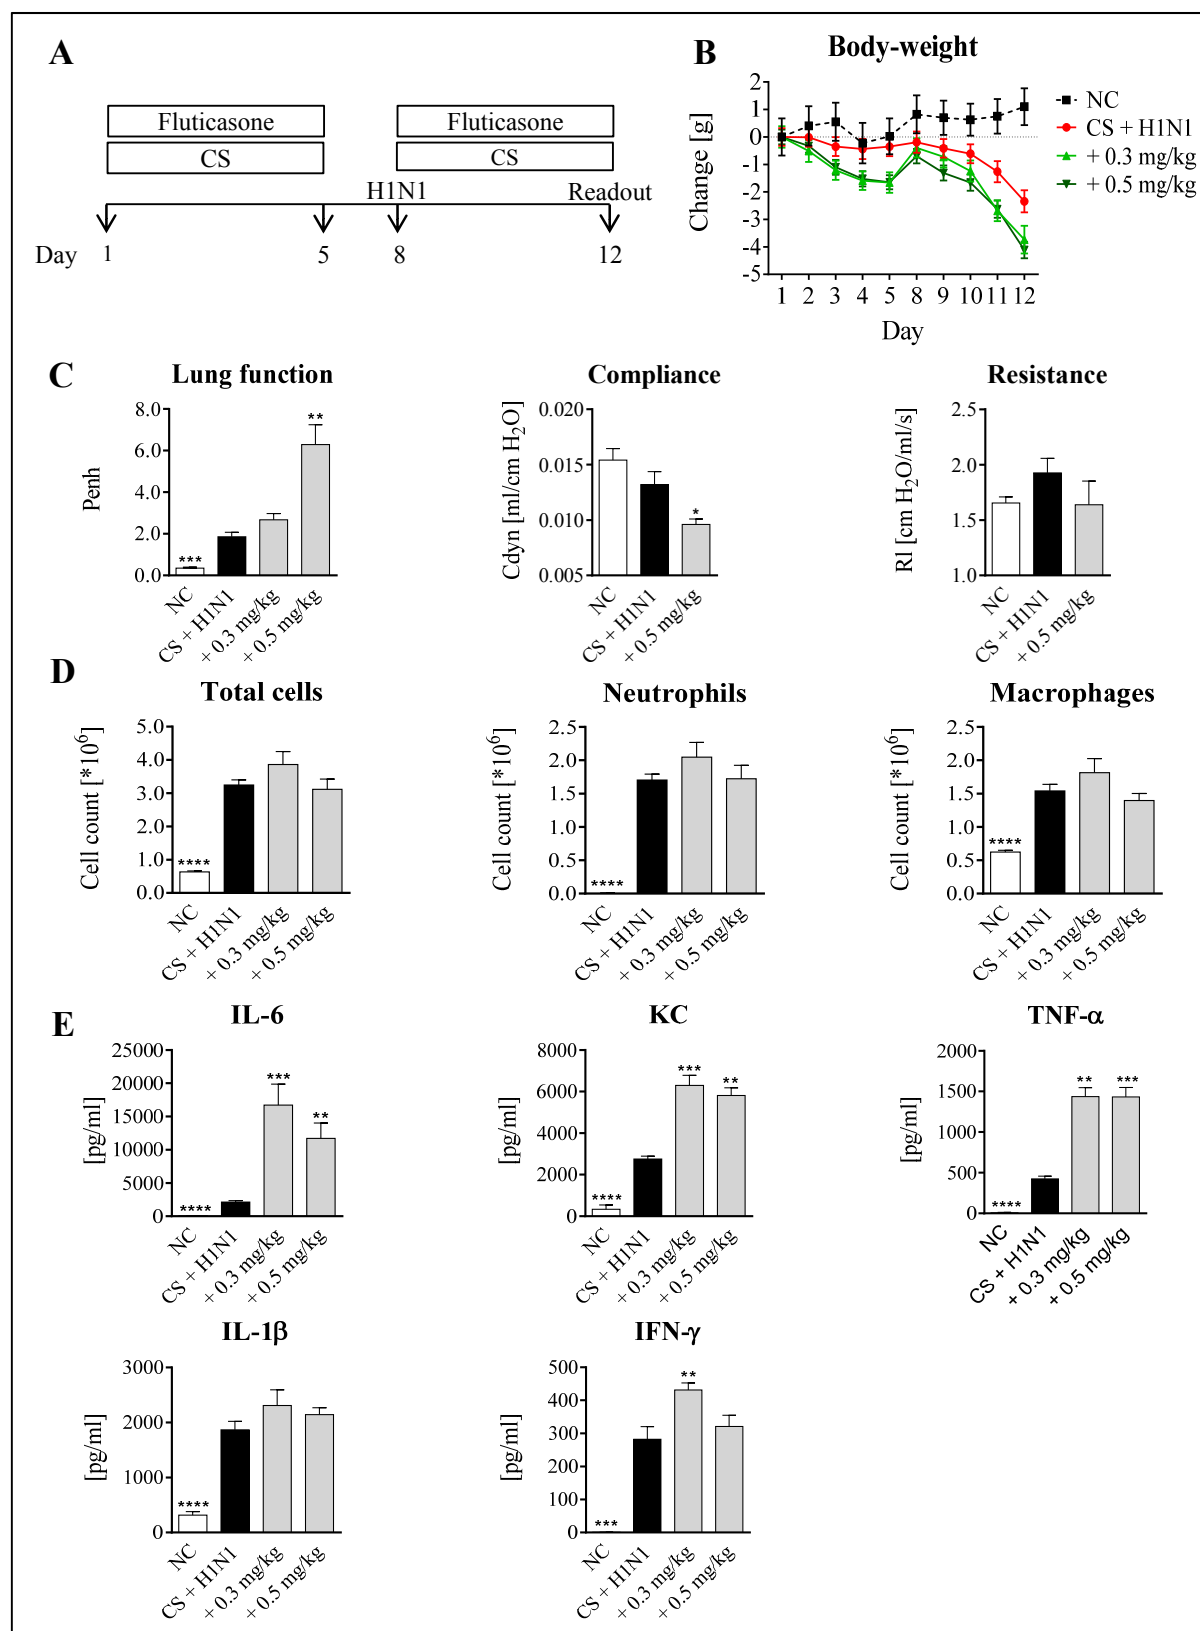 A
Fluticasone
Fluticasone
CS
CS
H1N1
Readout
Day
1
5
8
12
B
Body-weight
Change [g]
2
1
0
-1
-2
-3
-4
-5
1 2 3 4 5 8 9 10 11 12
Day
NC
CS + H1N1
+ 0.3 mg/kg
+ 0.5 mg/kg
C
Lung function
Penh
8.0
6.0
4.0
2.0
0.0
***
**
NC
CS + H1N1
+ 0.3 mg/kg
+ 0.5 mg/kg
Compliance
Cdyn [ml/cm H₂O]
0.020
0.015
0.010
0.005
*
NC
CS + H1N1
+ 0.5 mg/kg
Resistance
Rl [cm H₂O/ml/s]
2.5
2.0
1.5
1.0
NC
CS + H1N1
+ 0.5 mg/kg
D
Total cells
Cell count [*10⁶]
5.0
4.0
3.0
2.0
1.0
0.0
****
NC
CS + H1N1
+ 0.3 mg/kg
+ 0.5 mg/kg
Neutrophils
Cell count [*10⁶]
2.5
2.0
1.5
1.0
0.5
0.0
****
NC
CS + H1N1
+ 0.3 mg/kg
+ 0.5 mg/kg
Macrophages
Cell count [*10⁶]
2.5
2.0
1.5
1.0
0.5
0.0
****
NC
CS + H1N1
+ 0.3 mg/kg
+ 0.5 mg/kg
E
IL-6
[pg/ml]
25000
20000
15000
10000
5000
0
****
***
**
NC
CS + H1N1
+ 0.3 mg/kg
+ 0.5 mg/kg
KC
[pg/ml]
8000
6000
4000
2000
0
****
***
**
NC
CS + H1N1
+ 0.3 mg/kg
+ 0.5 mg/kg
TNF-α
[pg/ml]
2000
1500
1000
500
0
****
**
***
NC
CS + H1N1
+ 0.3 mg/kg
+ 0.5 mg/kg
IL-1β
[pg/ml]
3000
2000
1000
0
****
NC
CS + H1N1
+ 0.3 mg/kg
+ 0.5 mg/kg
IFN-γ
[pg/ml]
500
400
300
200
100
0
***
**
NC
CS + H1N1
+ 0.3 mg/kg
+ 0.5 mg/kg